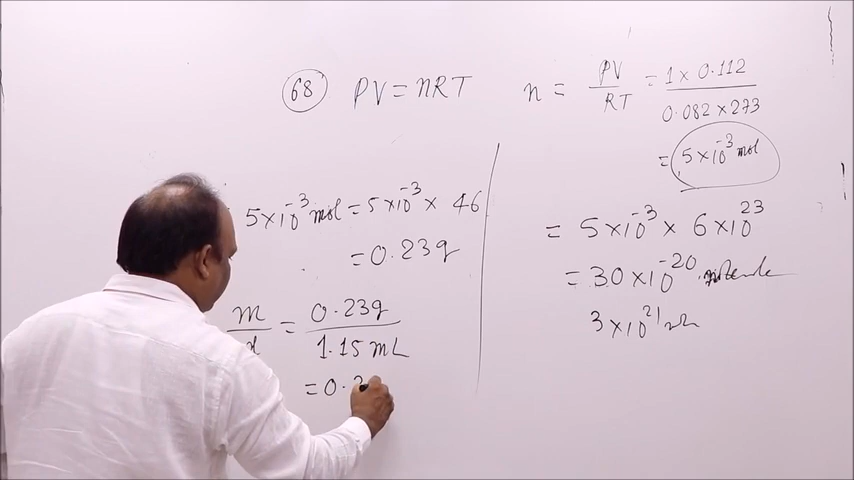 68 PV = nRT
n = PV/RT = 1 × 0.112 / 0.082 × 273
= 5×10⁻³ mol
= 5×10⁻³ × 6×10²³
= 30×10⁻²⁰
3×10²¹
5×10⁻³ mol = 5×10⁻³ × 46
= 0.23g
m = 0.23g / 1.15 mL
= 0.2